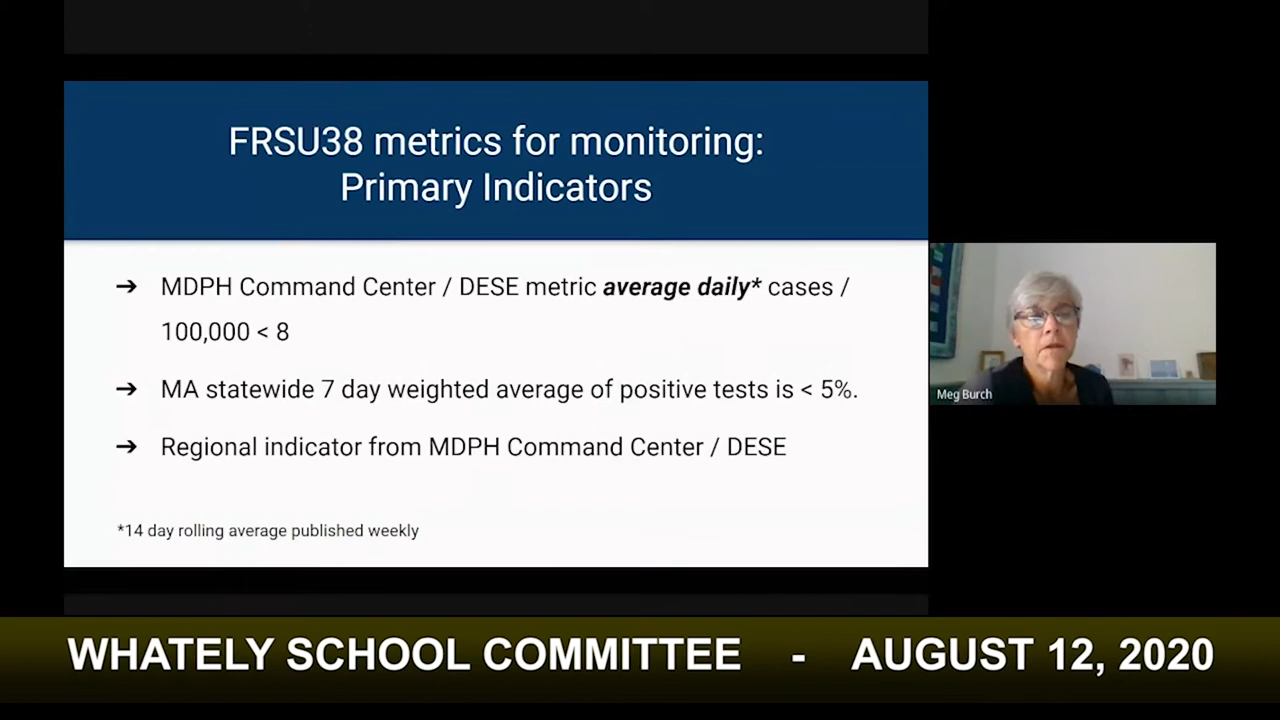 FRSU38 metrics for monitoring:
Primary Indicators
➔ MDPH Command Center / DESE metric average daily* cases /
100,000 < 8
➔ MA statewide 7 day weighted average of positive tests is < 5%.
➔ Regional indicator from MDPH Command Center / DESE
*14 day rolling average published weekly
Meg Burch
WHATELY SCHOOL COMMITTEE - AUGUST 12, 2020